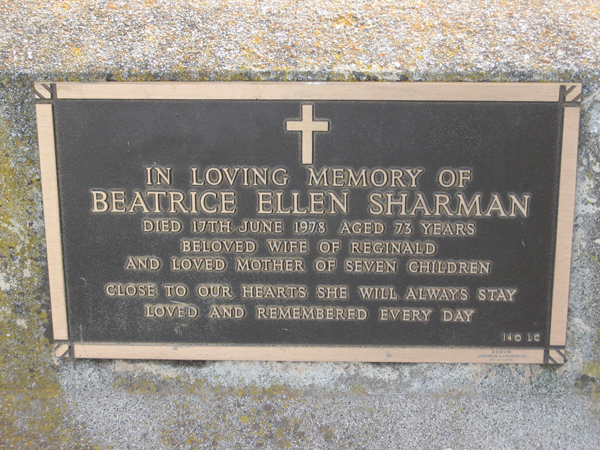 IN LOVING MEMORY OF
BEATRICE ELLEN SHARMAN
DIED 17TH JUNE 1978 AGED 73 YEARS
BELOVED WIFE OF REGINALD
AND LOVED MOTHER OF SEVEN CHILDREN
CLOSE TO OUR HEARTS SHE WILL ALWAYS STAY
LOVED AND REMEMBERED EVERY DAY
140 LC